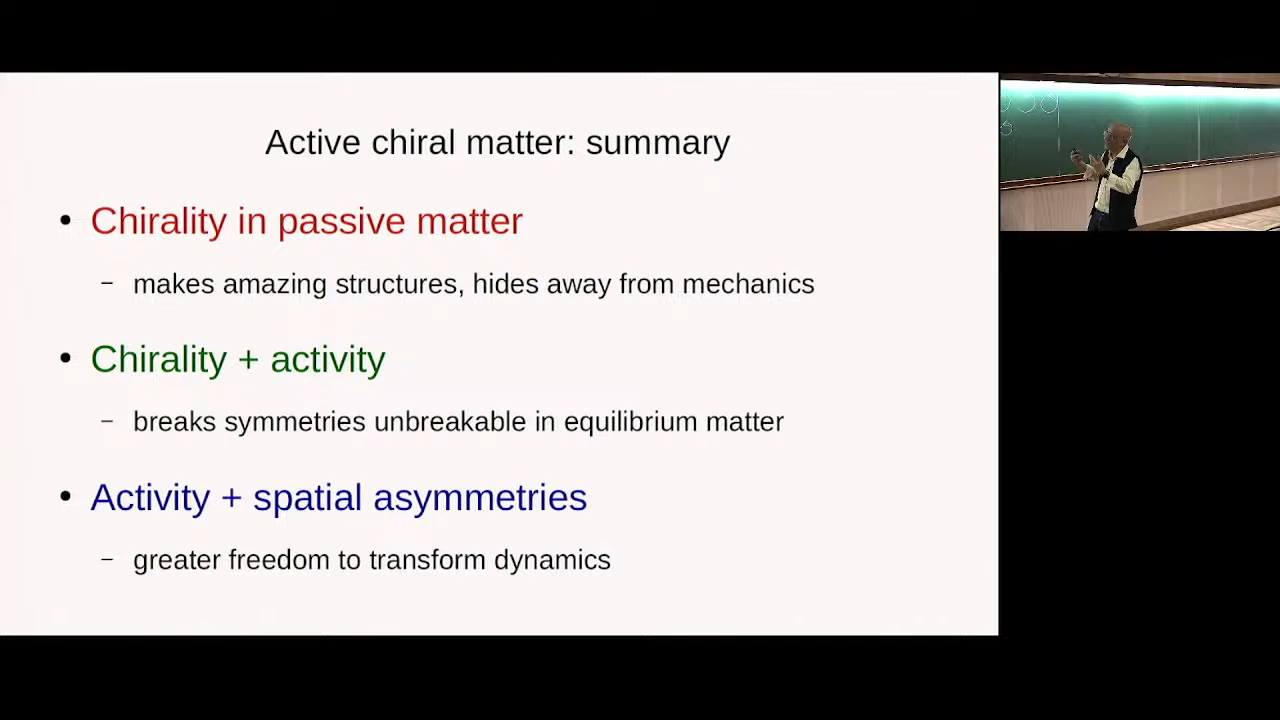 Active chiral matter: summary
• Chirality in passive matter
– makes amazing structures, hides away from mechanics
• Chirality + activity
– breaks symmetries unbreakable in equilibrium matter
• Activity + spatial asymmetries
– greater freedom to transform dynamics